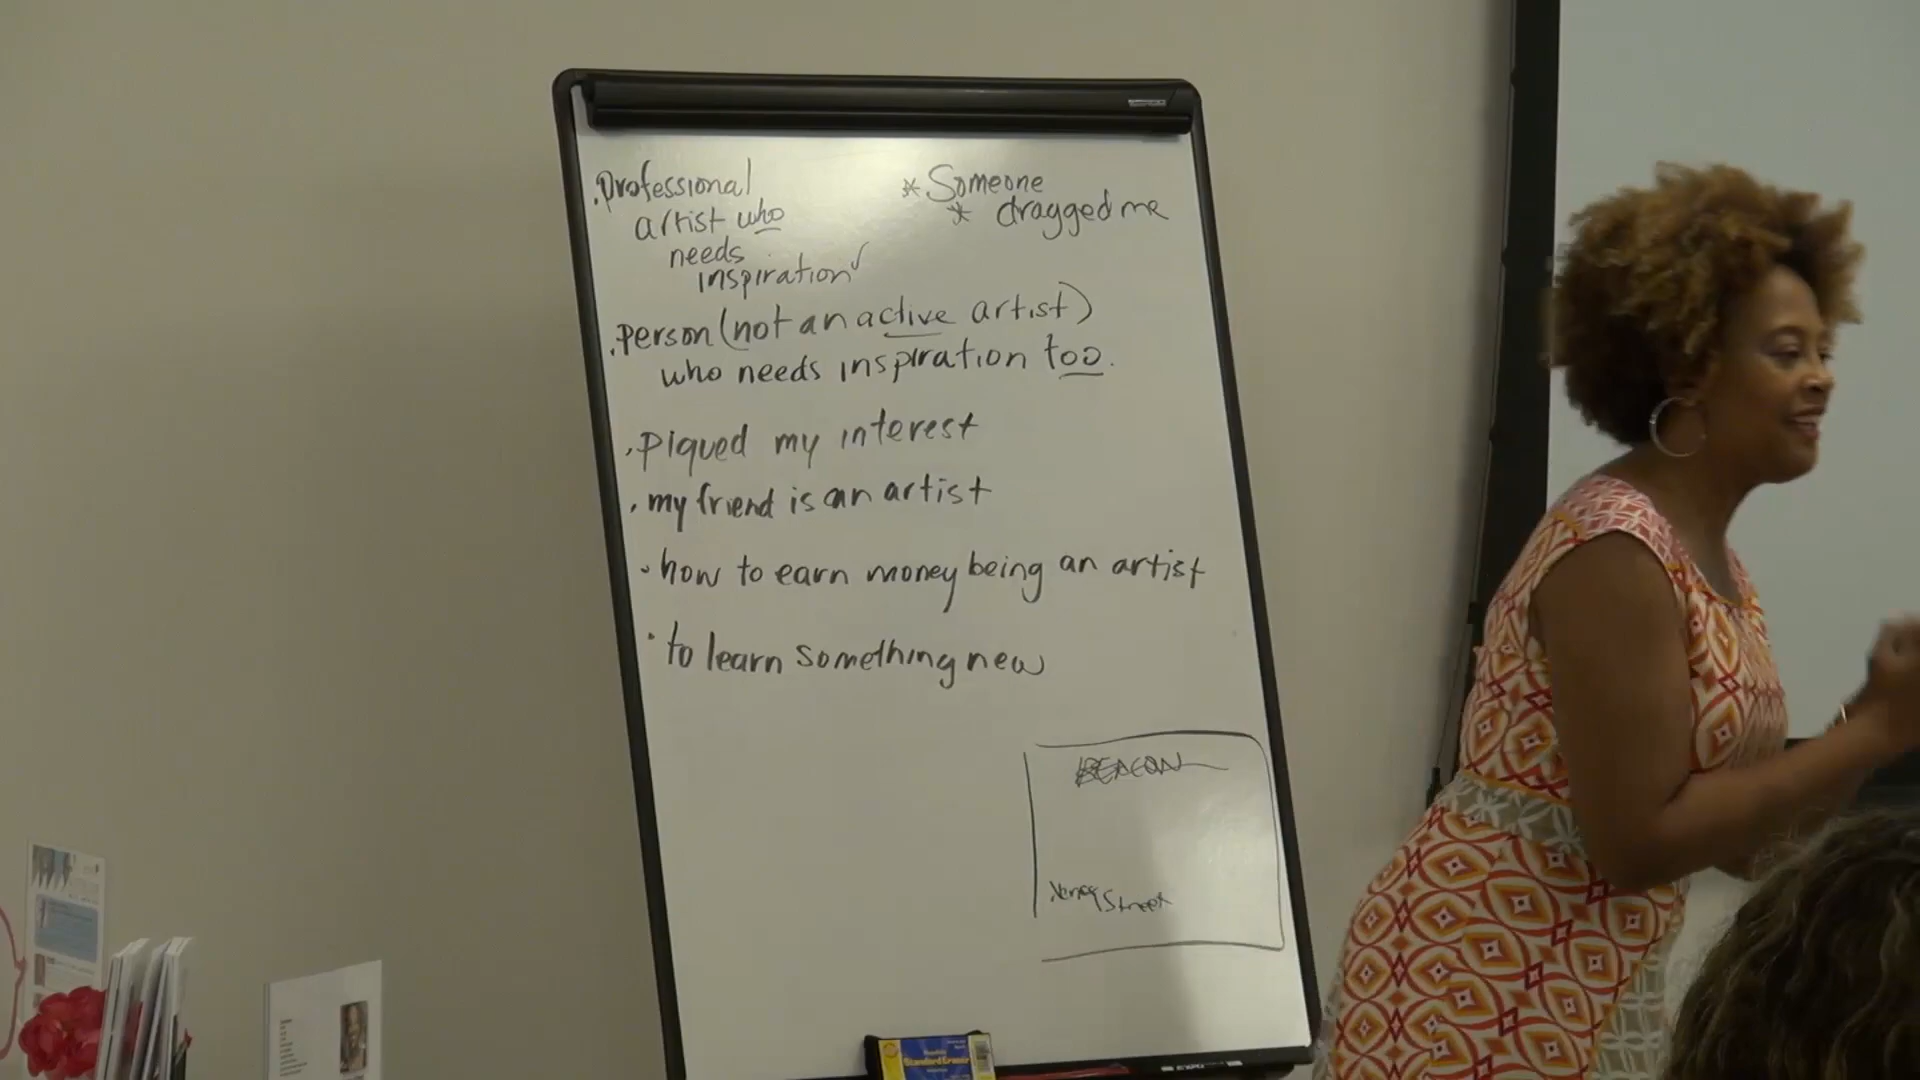 .professional
artist who
needs
inspiration
* Someone
* dragged me
.person (not an active artist)
who needs inspiration too.
. piqued my interest
. my friend is an artist
. how to earn money being an artist
. to learn something new
BEACON
Street
Standard Eraser